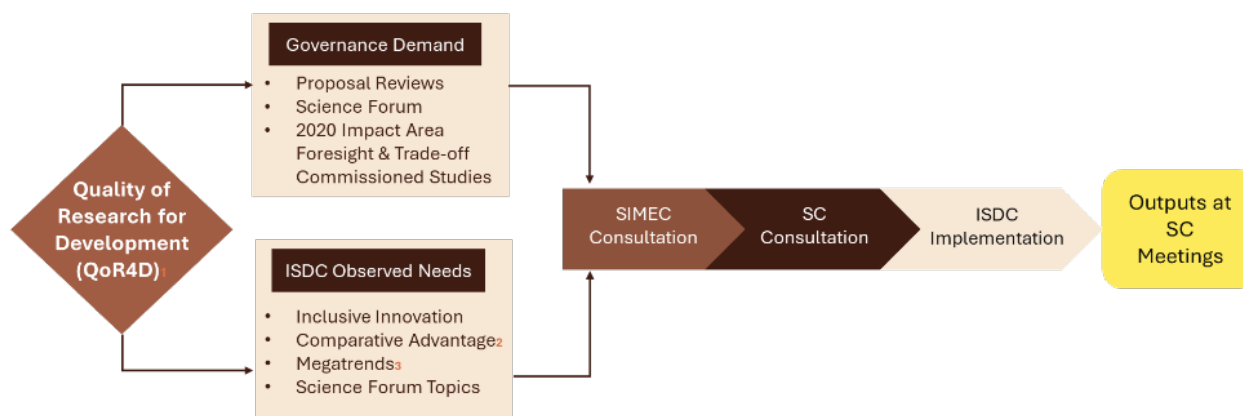 Quality of
Research for
Development
(QoR4D)1
Governance Demand
• Proposal Reviews
• Science Forum
• 2020 Impact Area
Foresight & Trade-off
Commissioned Studies
ISDC Observed Needs
• Inclusive Innovation
• Comparative Advantage2
• Megatrends3
• Science Forum Topics
SIMEC
Consultation
SC
Consultation
ISDC
Implementation
Outputs at
SC
Meetings